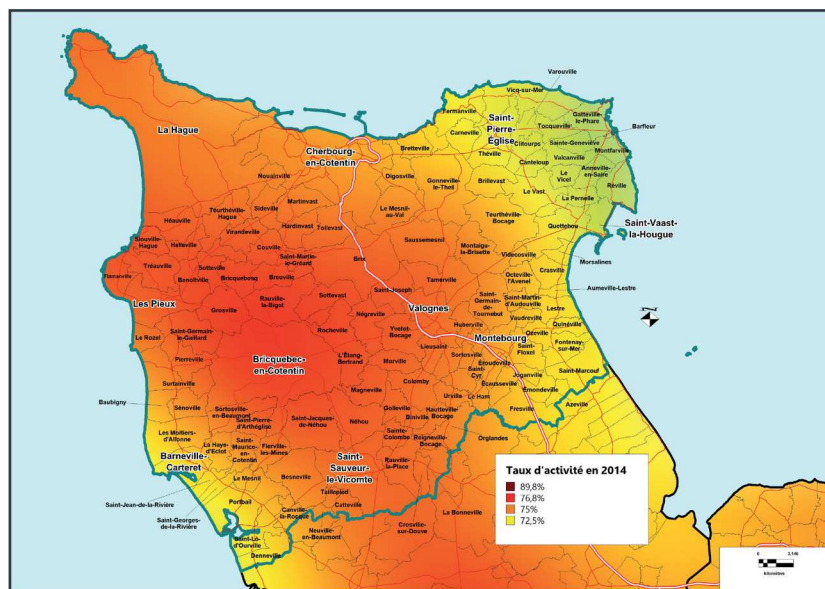 Varouville
Vicq-sur-Mer
Fermanville
Gatteville-
le-Phare
Saint-
Pierre-
Église
Tocqueville
Barfleur
La Hague
Carneville
Clitourps
Sainte-Geneviève
Cherbourg-
en-Cotentin
Bretteville
Théville
Valcanville
Montfarville
Canteloup
Anneville-
en-Saire
Nouainville
Digosville
Gonneville-
le-Theil
Brillevast
Le
Vicel
Réville
Le Vast
La Pernelle
Martinvast
Teurthéville-
Hague
Sideville
Le Mesnil-
au-Val
Teurthéville-
Bocage
Saint-Vaast-
la-Hougue
Héauville
Hardinvast
Tollevast
Quettehou
Virandeville
Siouville-
Hague
Helleville
Couville
Saussemesnil
Montaigu-
la-Brisette
Videcosville
Morsalines
Saint-Martin-
le-Gréard
Brix
Crasville
Tréauville
Sotteville
Flamanville
Benoîtville
Bricquebosq
Breuville
Tamerville
Octeville-
l'Avenel
Aumeville-Lestre
Saint-Joseph
Saint-
Germain-
de-
Tournebut
Saint-Martin-
d'Audouville
Lestre
Les Pieux
Rauville-
la-Bigot
Sottevast
Valognes
Grosville
Négreville
Vaudreville
Quinéville
Huberville
Ozeville
Le Rozel
Saint-Germain-
le-Gaillard
Rocheville
Yvetot-
Bocage
Montebourg
Fontenay-
sur-Mer
Lieusaint
Saint-
Floxel
Pierreville
Bricquebec-
en-Cotentin
L'Étang-
Bertrand
Morville
Sortosville
Éroudeville
Saint-
Cyr
Joganville
Saint-Marcouf
Surtainville
Colomby
Écausseville
Magneville
Urville
Le Ham
Émondeville
Baubigny
Sénoville
Sortosville-
en-Beaumont
Golleville
Hautteville-
Bocage
Fresville
Azeville
Saint-Pierre-
d'Arthéglise
Saint-Jacques-
de-Néhou
Néhou
Biniville
Les Moitiers-
d'Allonne
Sainte-
Colombe
Reigneville-
Bocage
Orglandes
La Haye-
d'Ectot
Saint-
Maurice-
en-
Cotentin
Fierville-
les-Mines
Barneville-
Carteret
Saint-
Sauveur-
le-Vicomte
Rauville-
la-Place
Le Mesnil
Besneville
Saint-Jean-de-la-Rivière
Taillepied
Portbail
Saint-Georges-
de-la-Rivière
Canville-
la-Rocque
Catteville
La Bonneville
Saint-Lô-
d'Ourville
Neuville-
en-Beaumont
Crosville-
sur-Douve
Denneville
Taux d'activité en 2014
89,8%
76,8%
75%
72,5%
kilomètres